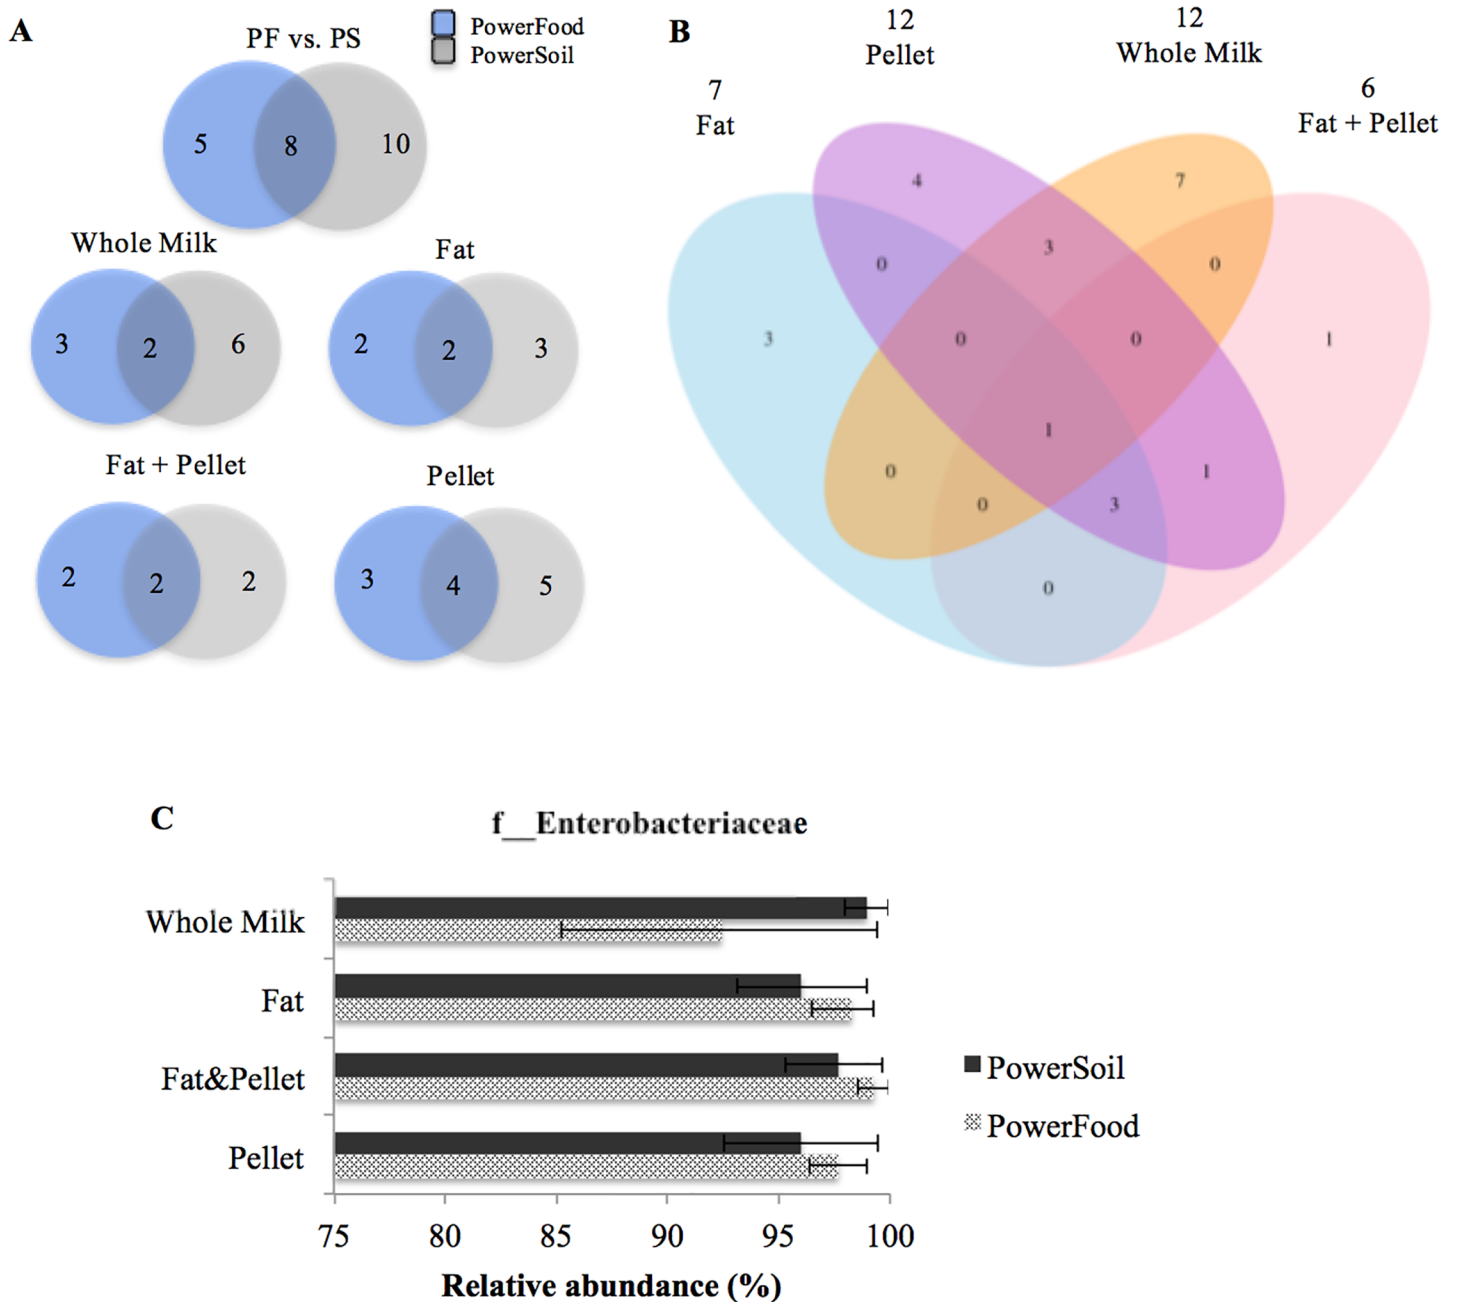 A
PF vs. PS
PowerFood
PowerSoil
5
8
10
Whole Milk
3
2
6
Fat
2
2
3
Fat + Pellet
2
2
2
Pellet
3
4
5
B
12
Pellet
12
Whole Milk
7
Fat
6
Fat + Pellet
4
7
3
0
0
3
0
0
1
1
0
0
3
1
0
C
f__Enterobacteriaceae
Whole Milk
Fat
Fat&Pellet
Pellet
PowerSoil
PowerFood
75
80
85
90
95
100
Relative abundance (%)